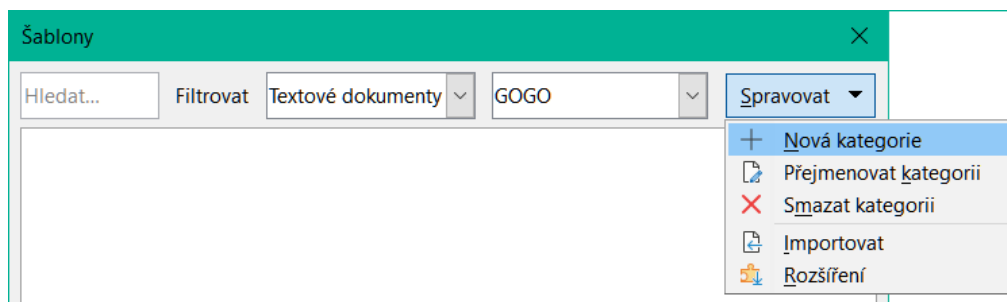 Šablony
Hledat... Filtrovat Textové dokumenty GOGO Spravovat
Nová kategorie
Přejmenovat kategorii
Smazat kategorii
Importovat
Rozšíření